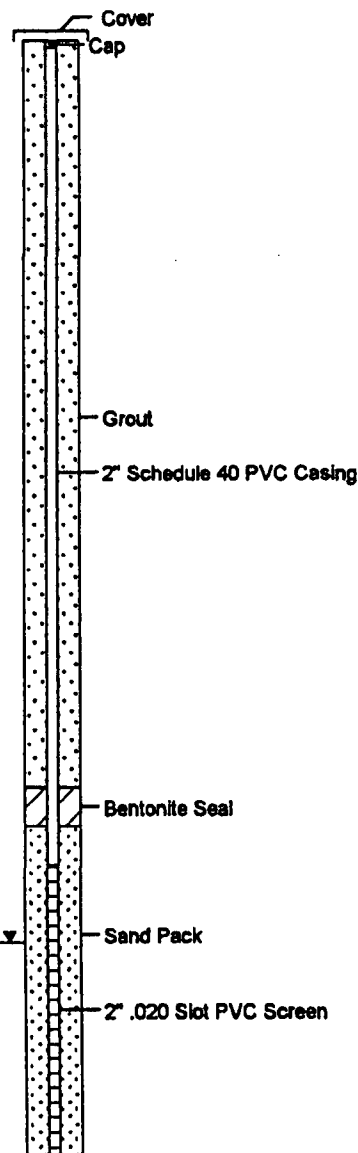 Cover
Cap
Grout
2" Schedule 40 PVC Casing
Bentonite Seal
Sand Pack
2" .020 Slot PVC Screen